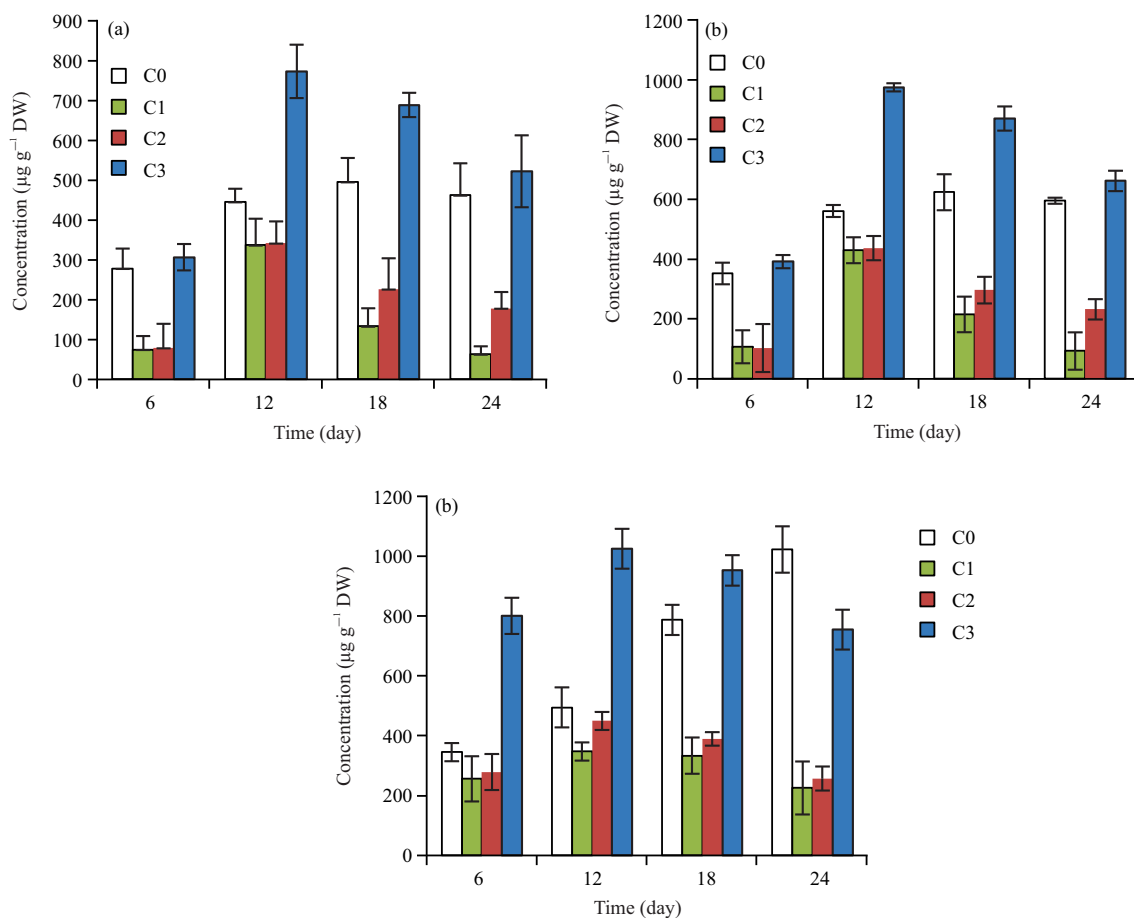 (a)
Concentration (µg g⁻¹ DW)
900
800
700
600
500
400
300
200
100
0
C0
C1
C2
C3
6 12 18 24
Time (day)
(b)
Concentration (µg g⁻¹ DW)
1200
1000
800
600
400
200
0
C0
C1
C2
C3
6 12 18 24
Time (day)
(b)
Concentration (µg g⁻¹ DW)
1200
1000
800
600
400
200
0
C0
C1
C2
C3
6 12 18 24
Time (day)